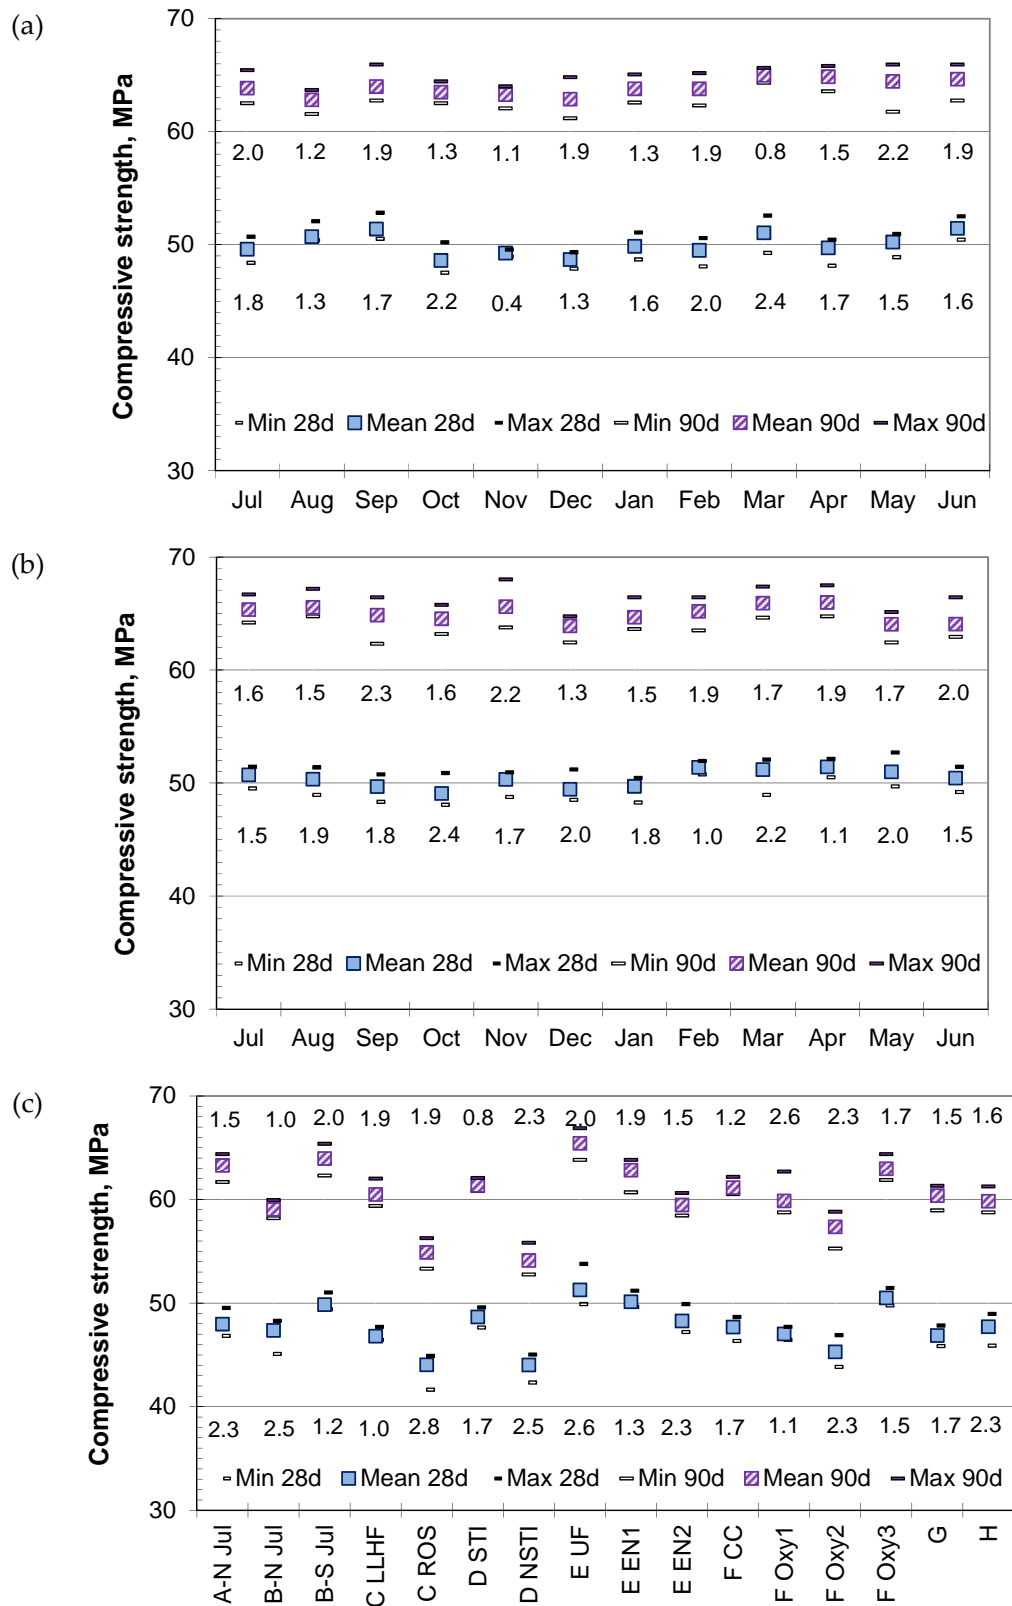 (a)
Compressive strength, MPa
70
60
50
40
30
2.0 1.2 1.9 1.3 1.1 1.9 1.3 1.9 0.8 1.5 2.2 1.9
1.8 1.3 1.7 2.2 0.4 1.3 1.6 2.0 2.4 1.7 1.5 1.6
Min 28d Mean 28d Max 28d Min 90d Mean 90d Max 90d
Jul Aug Sep Oct Nov Dec Jan Feb Mar Apr May Jun
(b)
Compressive strength, MPa
70
60
50
40
30
1.6 1.5 2.3 1.6 2.2 1.3 1.5 1.9 1.7 1.9 1.7 2.0
1.5 1.9 1.8 2.4 1.7 2.0 1.8 1.0 2.2 1.1 2.0 1.5
Min 28d Mean 28d Max 28d Min 90d Mean 90d Max 90d
Jul Aug Sep Oct Nov Dec Jan Feb Mar Apr May Jun
(c)
Compressive strength, MPa
70
60
50
40
30
1.5 1.0 2.0 1.9 1.9 0.8 2.3 2.0 1.9 1.5 1.2 2.6 2.3 1.7 1.5 1.6
2.3 2.5 1.2 1.0 2.8 1.7 2.5 2.6 1.3 2.3 1.7 1.1 2.3 1.5 1.7 2.3
Min 28d Mean 28d Max 28d Min 90d Mean 90d Max 90d
A-N Jul
B-N Jul
B-S Jul
C LLHF
C ROS
D STI
D NSTI
E UF
E EN1
E EN2
F CC
F Oxy1
F Oxy2
F Oxy3
G
H